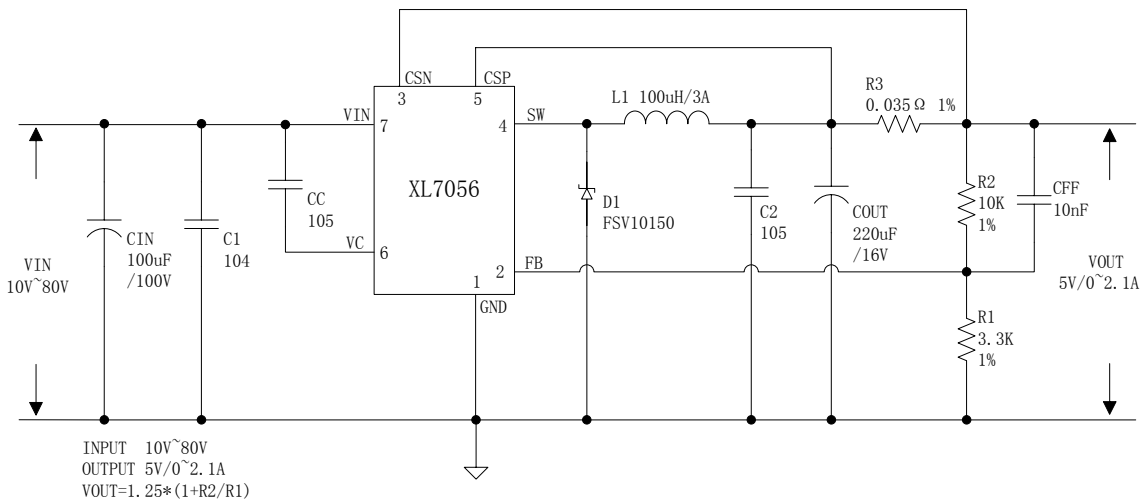 CSN
CSP
3
5
VIN
7
4
SW
L1 100uH/3A
R3
0.035Ω 1%
XL7056
CC
105
VC
6
2
FB
1
GND
CIN
100uF
/100V
C1
104
D1
FSV10150
C2
105
COUT
220uF
/16V
R2
10K
1%
CFF
10nF
R1
3.3K
1%
VIN
10V~80V
VOUT
5V/0~2.1A
INPUT 10V~80V
OUTPUT 5V/0~2.1A
VOUT=1.25*(1+R2/R1)